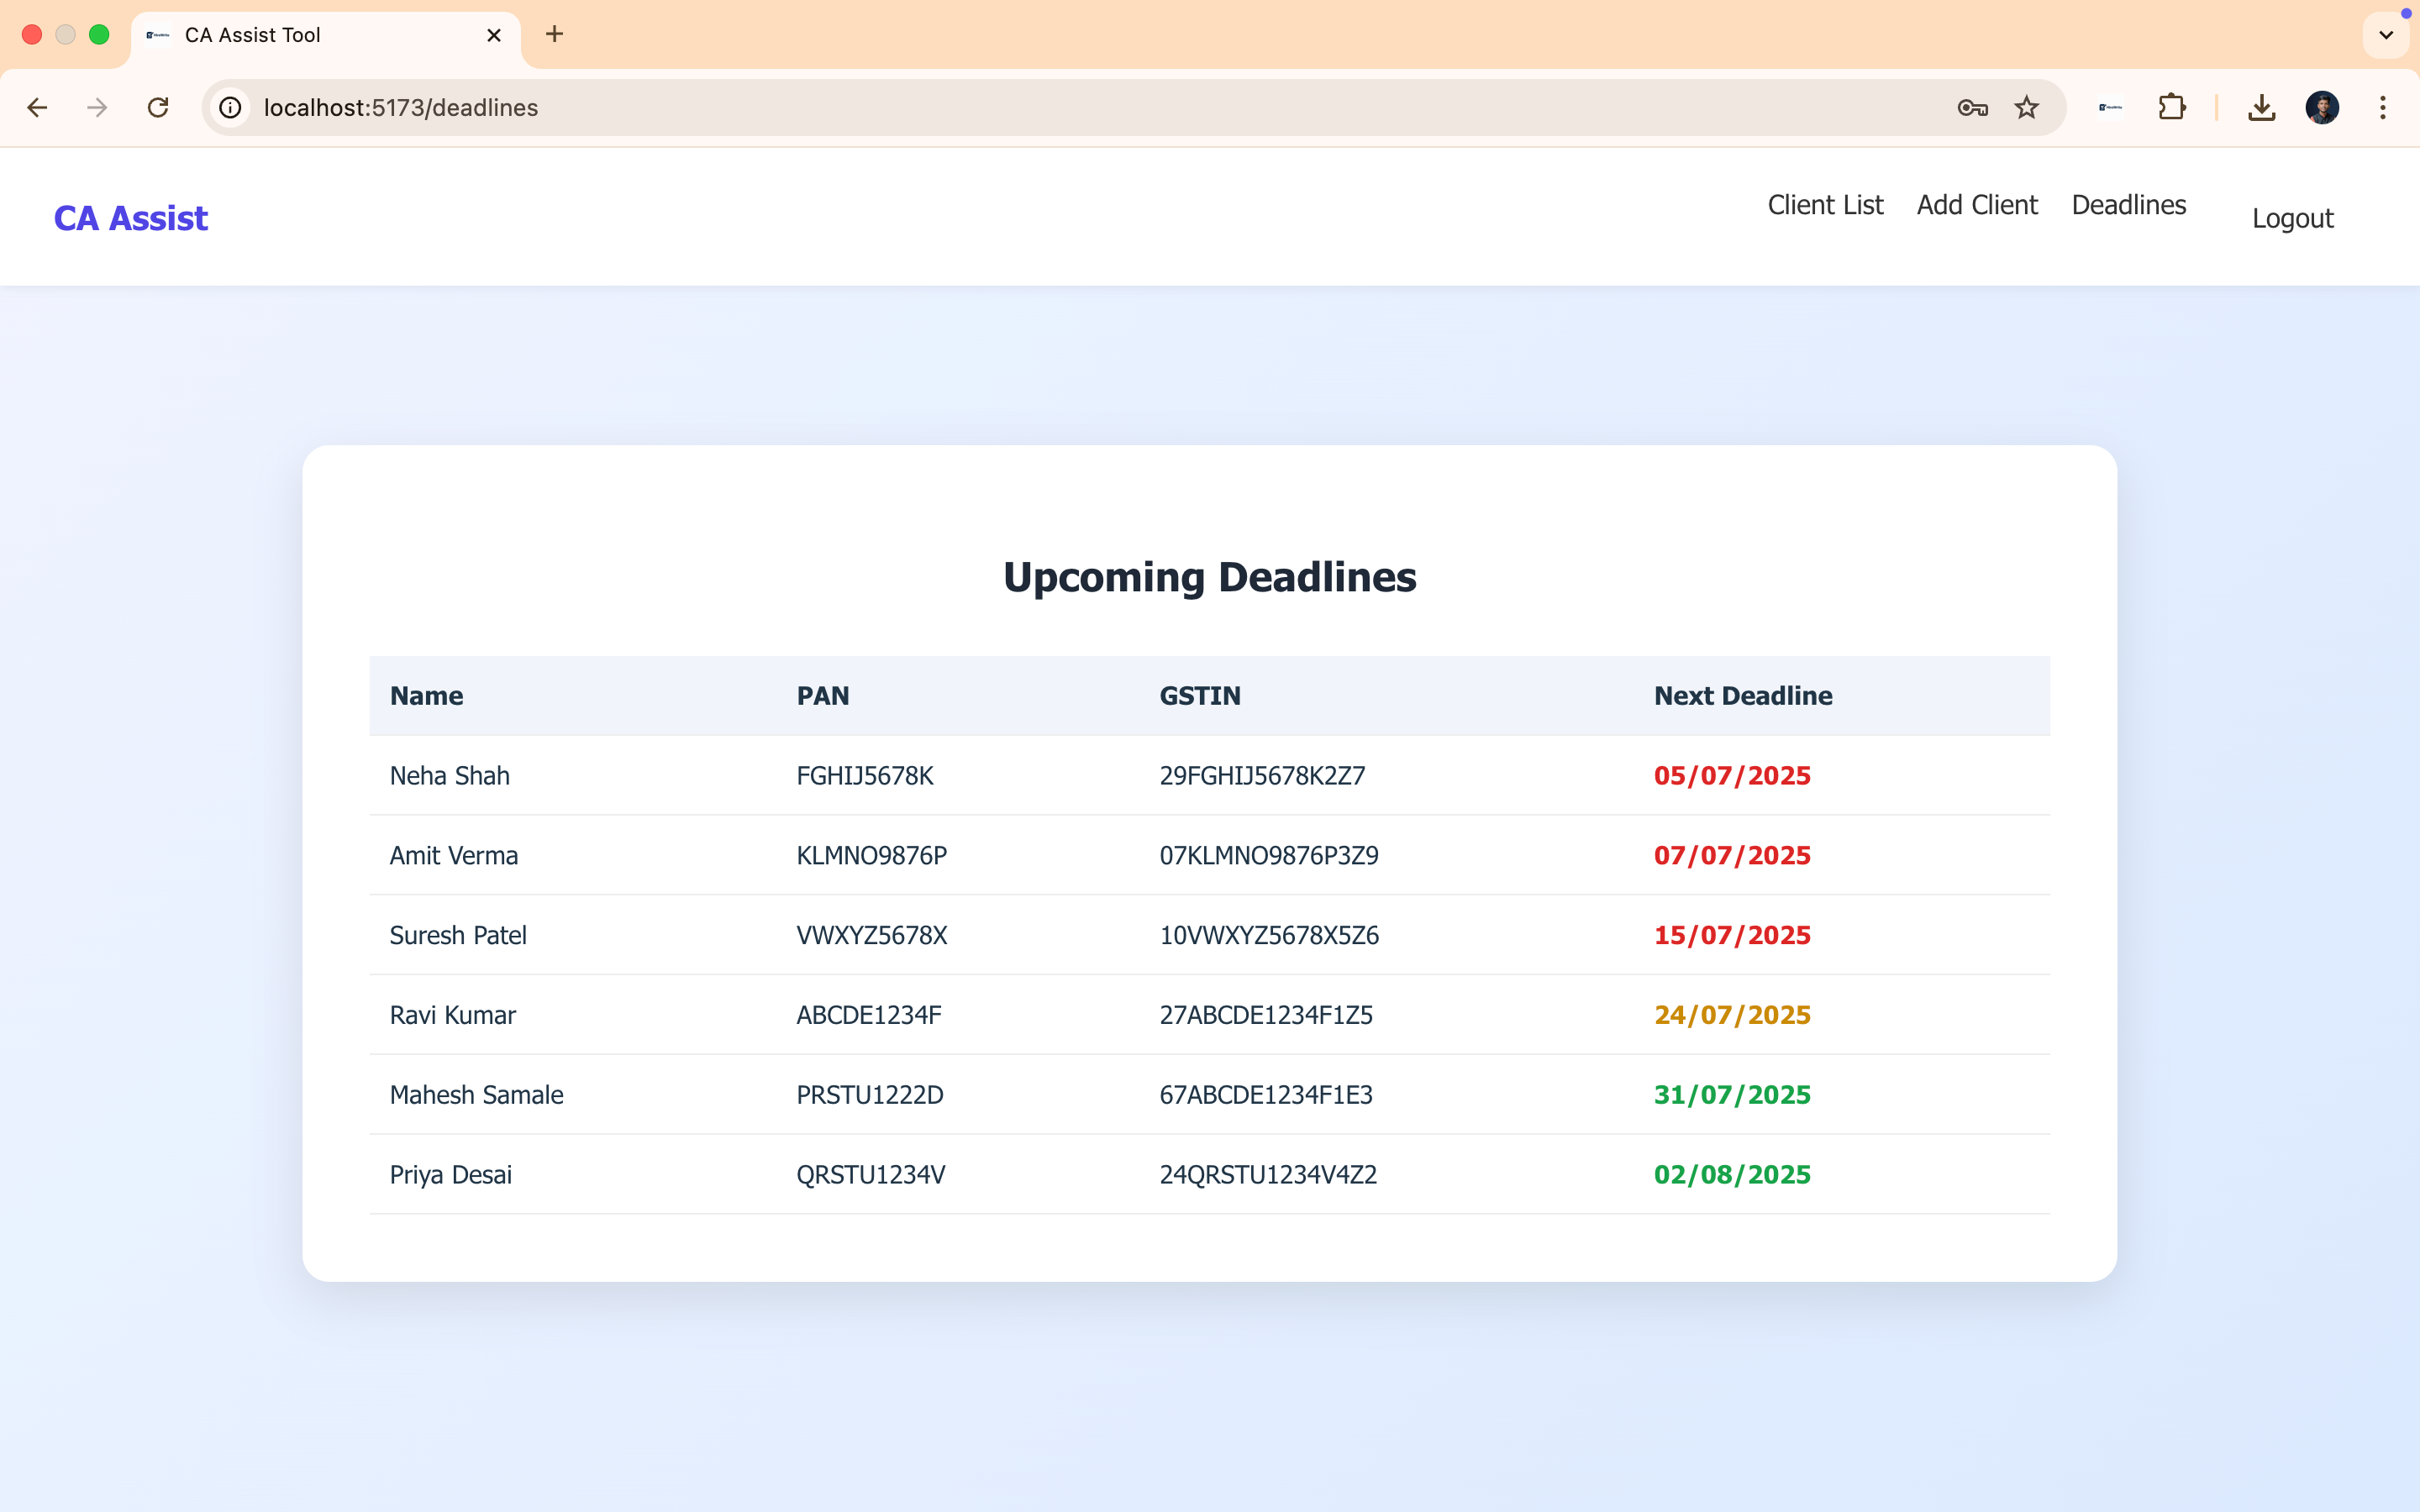 CA Assist Tool
localhost:5173/deadlines
CA Assist
Client List Add Client Deadlines Logout
Upcoming Deadlines
Name PAN GSTIN Next Deadline
Neha Shah FGHIJ5678K 29FGHIJ5678K2Z7 05/07/2025
Amit Verma KLMNO9876P 07KLMNO9876P3Z9 07/07/2025
Suresh Patel VWXYZ5678X 10VWXYZ5678X5Z6 15/07/2025
Ravi Kumar ABCDE1234F 27ABCDE1234F1Z5 24/07/2025
Mahesh Samale PRSTU1222D 67ABCDE1234F1E3 31/07/2025
Priya Desai QRSTU1234V 24QRSTU1234V4Z2 02/08/2025